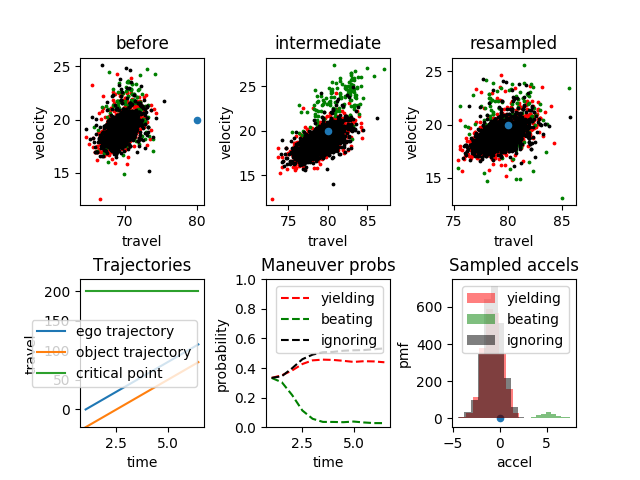 before
intermediate
resampled
25
20
15
velocity
70
80
travel
25
20
15
velocity
75
80
85
travel
25
20
15
velocity
75
80
85
travel
Trajectories
Maneuver probs
Sampled accels
200
150
100
50
0
travel
ego trajectory
object trajectory
critical point
2.5
5.0
time
1.0
0.8
0.6
0.4
0.2
0.0
probability
yielding
beating
ignoring
2.5
5.0
time
600
400
200
0
pmf
yielding
beating
ignoring
−5
0
5
accel